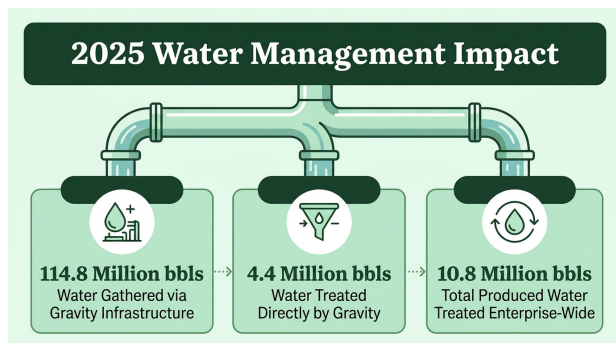 2025 Water Management Impact
114.8 Million bbls
Water Gathered via
Gravity Infrastructure
4.4 Million bbls
Water Treated
Directly by Gravity
10.8 Million bbls
Total Produced Water
Treated Enterprise-Wide